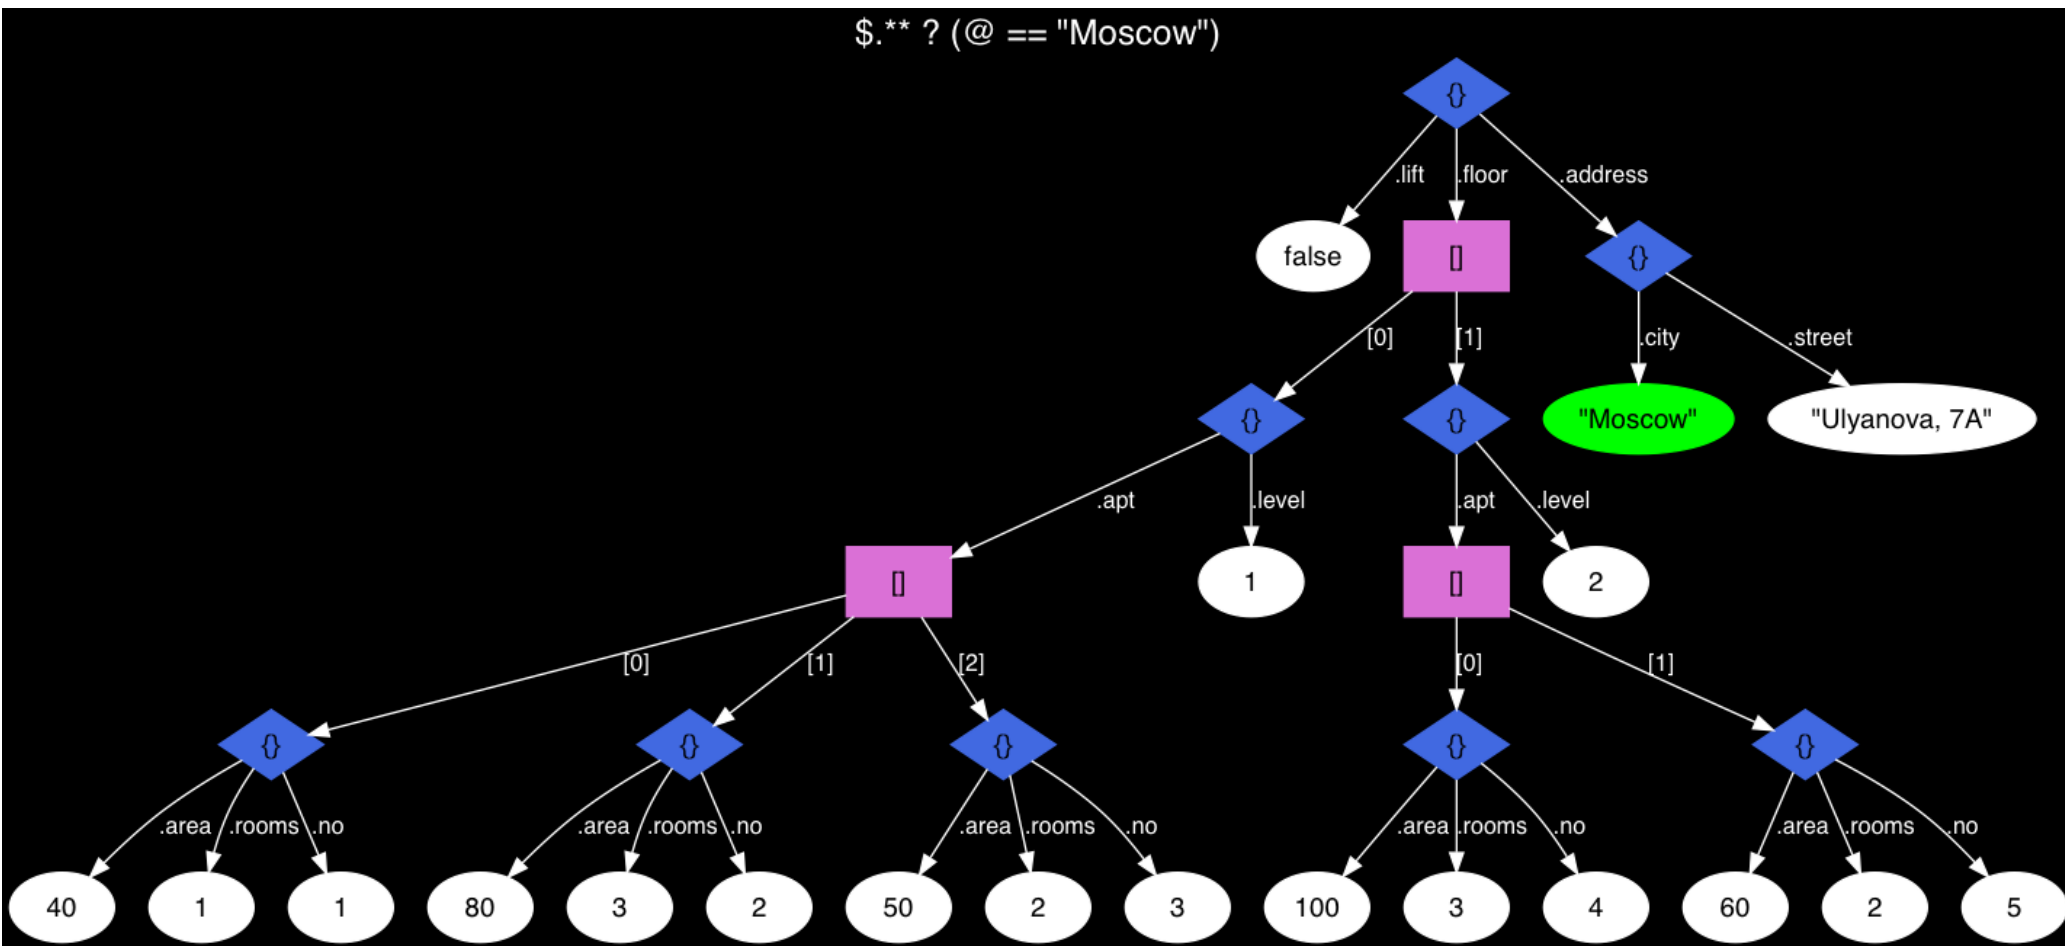 $.** ? (@ == "Moscow")
{}
.lift .floor .address
false [] {}
[0] [1] .city .street
{} {} "Moscow" "Ulyanova, 7A"
.apt .level .apt .level
[] 1 [] 2
[0] [1] [2] [0] [1]
{} {} {} {} {}
.area .rooms .no .area .rooms .no .area .rooms .no .area .rooms .no .area .rooms .no
40 1 1 80 3 2 50 2 3 100 3 4 60 2 5